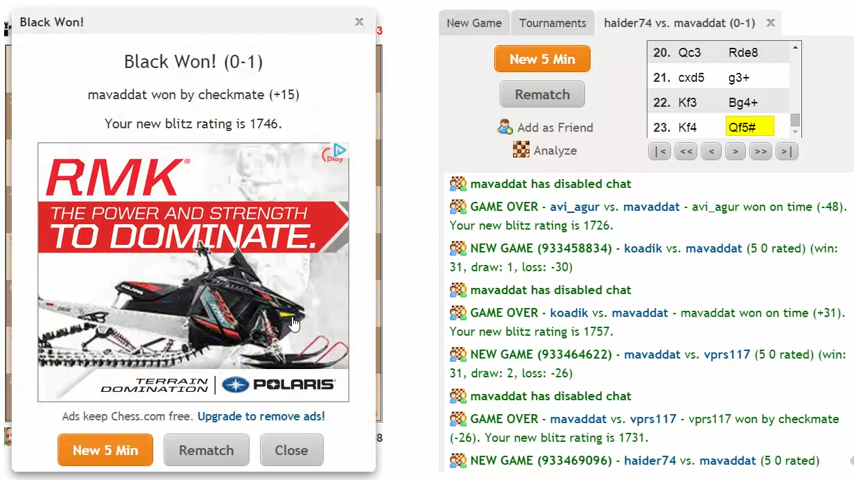 Black Won!
Black Won! (0-1)
mavaddat won by checkmate (+15)
Your new blitz rating is 1746.
RMK
THE POWER AND STRENGTH
TO DOMINATE.
TERRAIN
DOMINATION
POLARIS
Ads keep Chess.com free. Upgrade to remove ads!
New 5 Min
Rematch
Close
3
8
New Game
Tournaments
haider74 vs. mavaddat (0-1)
New 5 Min
Rematch
Add as Friend
Analyze
20. Qc3 Rde8
21. cxd5 g3+
22. Kf3 Bg4+
23. Kf4 Qf5#
|< << < > >> >|
mavaddat has disabled chat
GAME OVER - avi_agur vs. mavaddat - avi_agur won on time (-48).
Your new blitz rating is 1726.
NEW GAME (933458834) - koadik vs. mavaddat (5 0 rated) (win:
31, draw: 1, loss: -30)
mavaddat has disabled chat
GAME OVER - koadik vs. mavaddat - mavaddat won on time (+31).
Your new blitz rating is 1757.
NEW GAME (933464622) - mavaddat vs. vprs117 (5 0 rated) (win:
31, draw: 2, loss: -26)
mavaddat has disabled chat
GAME OVER - mavaddat vs. vprs117 - vprs117 won by checkmate
(-26). Your new blitz rating is 1731.
NEW GAME (933469096) - haider74 vs. mavaddat (5 0 rated)